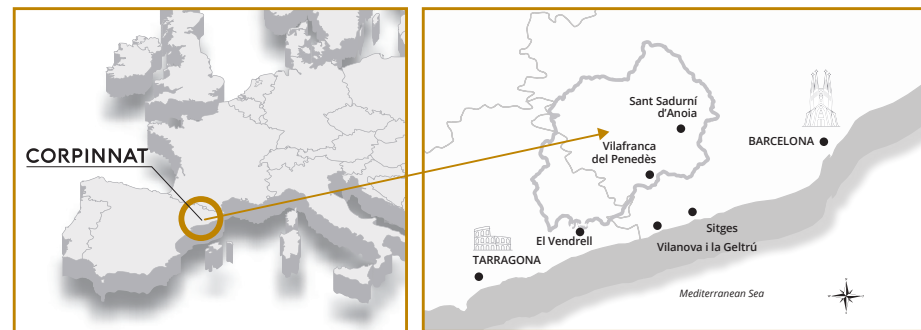 CORPINNAT
Sant Sadurní
d'Anoia
Vilafranca
del Penedès
BARCELONA
El Vendrell
Sitges
Vilanova i la Geltrú
TARRAGONA
Mediterranean Sea